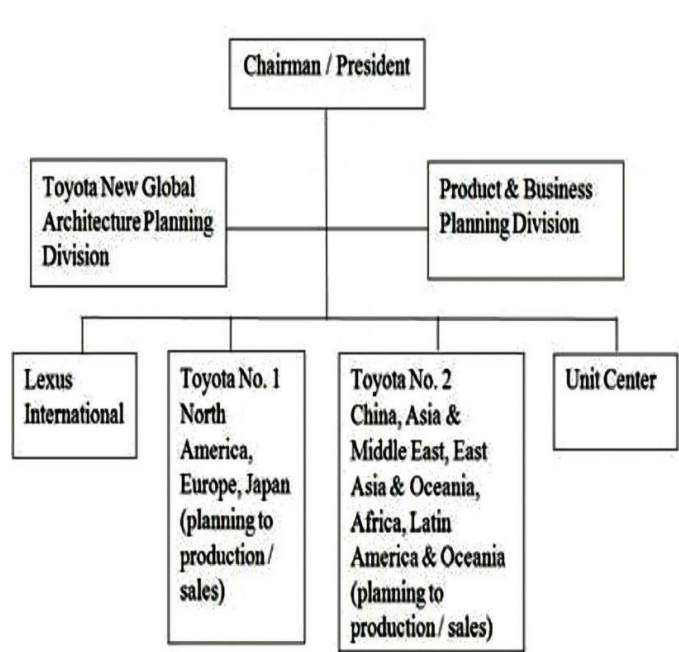 Chairman / President
Toyota New Global
Architecture Planning
Division
Product & Business
Planning Division
Lexus
International
Toyota No. 1
North
America,
Europe, Japan
(planning to
production /
sales)
Toyota No. 2
China, Asia &
Middle East, East
Asia & Oceania,
Africa, Latin
America & Oceania
(planning to
production / sales)
Unit Center